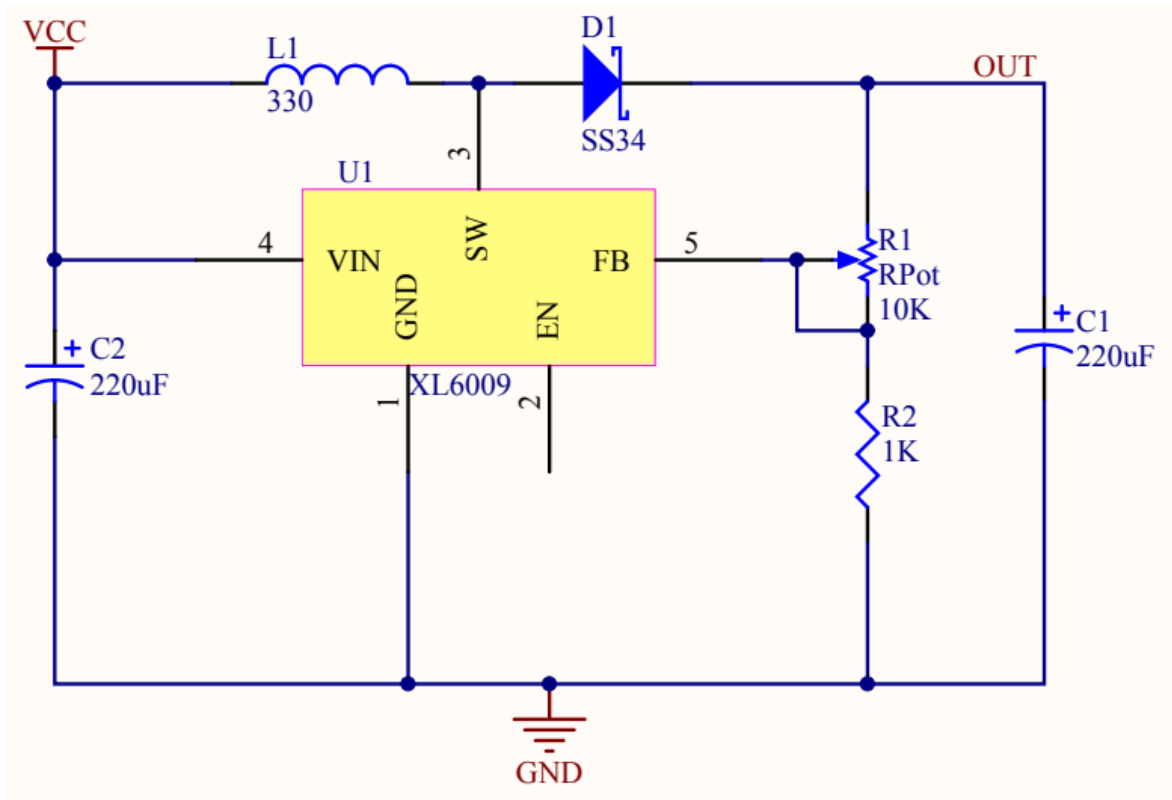 VCC
L1
330
D1
SS34
OUT
U1
3
4
VIN
SW
FB
5
GND
EN
XL6009
1
2
R1
RPot
10K
+
C1
220uF
+
C2
220uF
R2
1K
GND